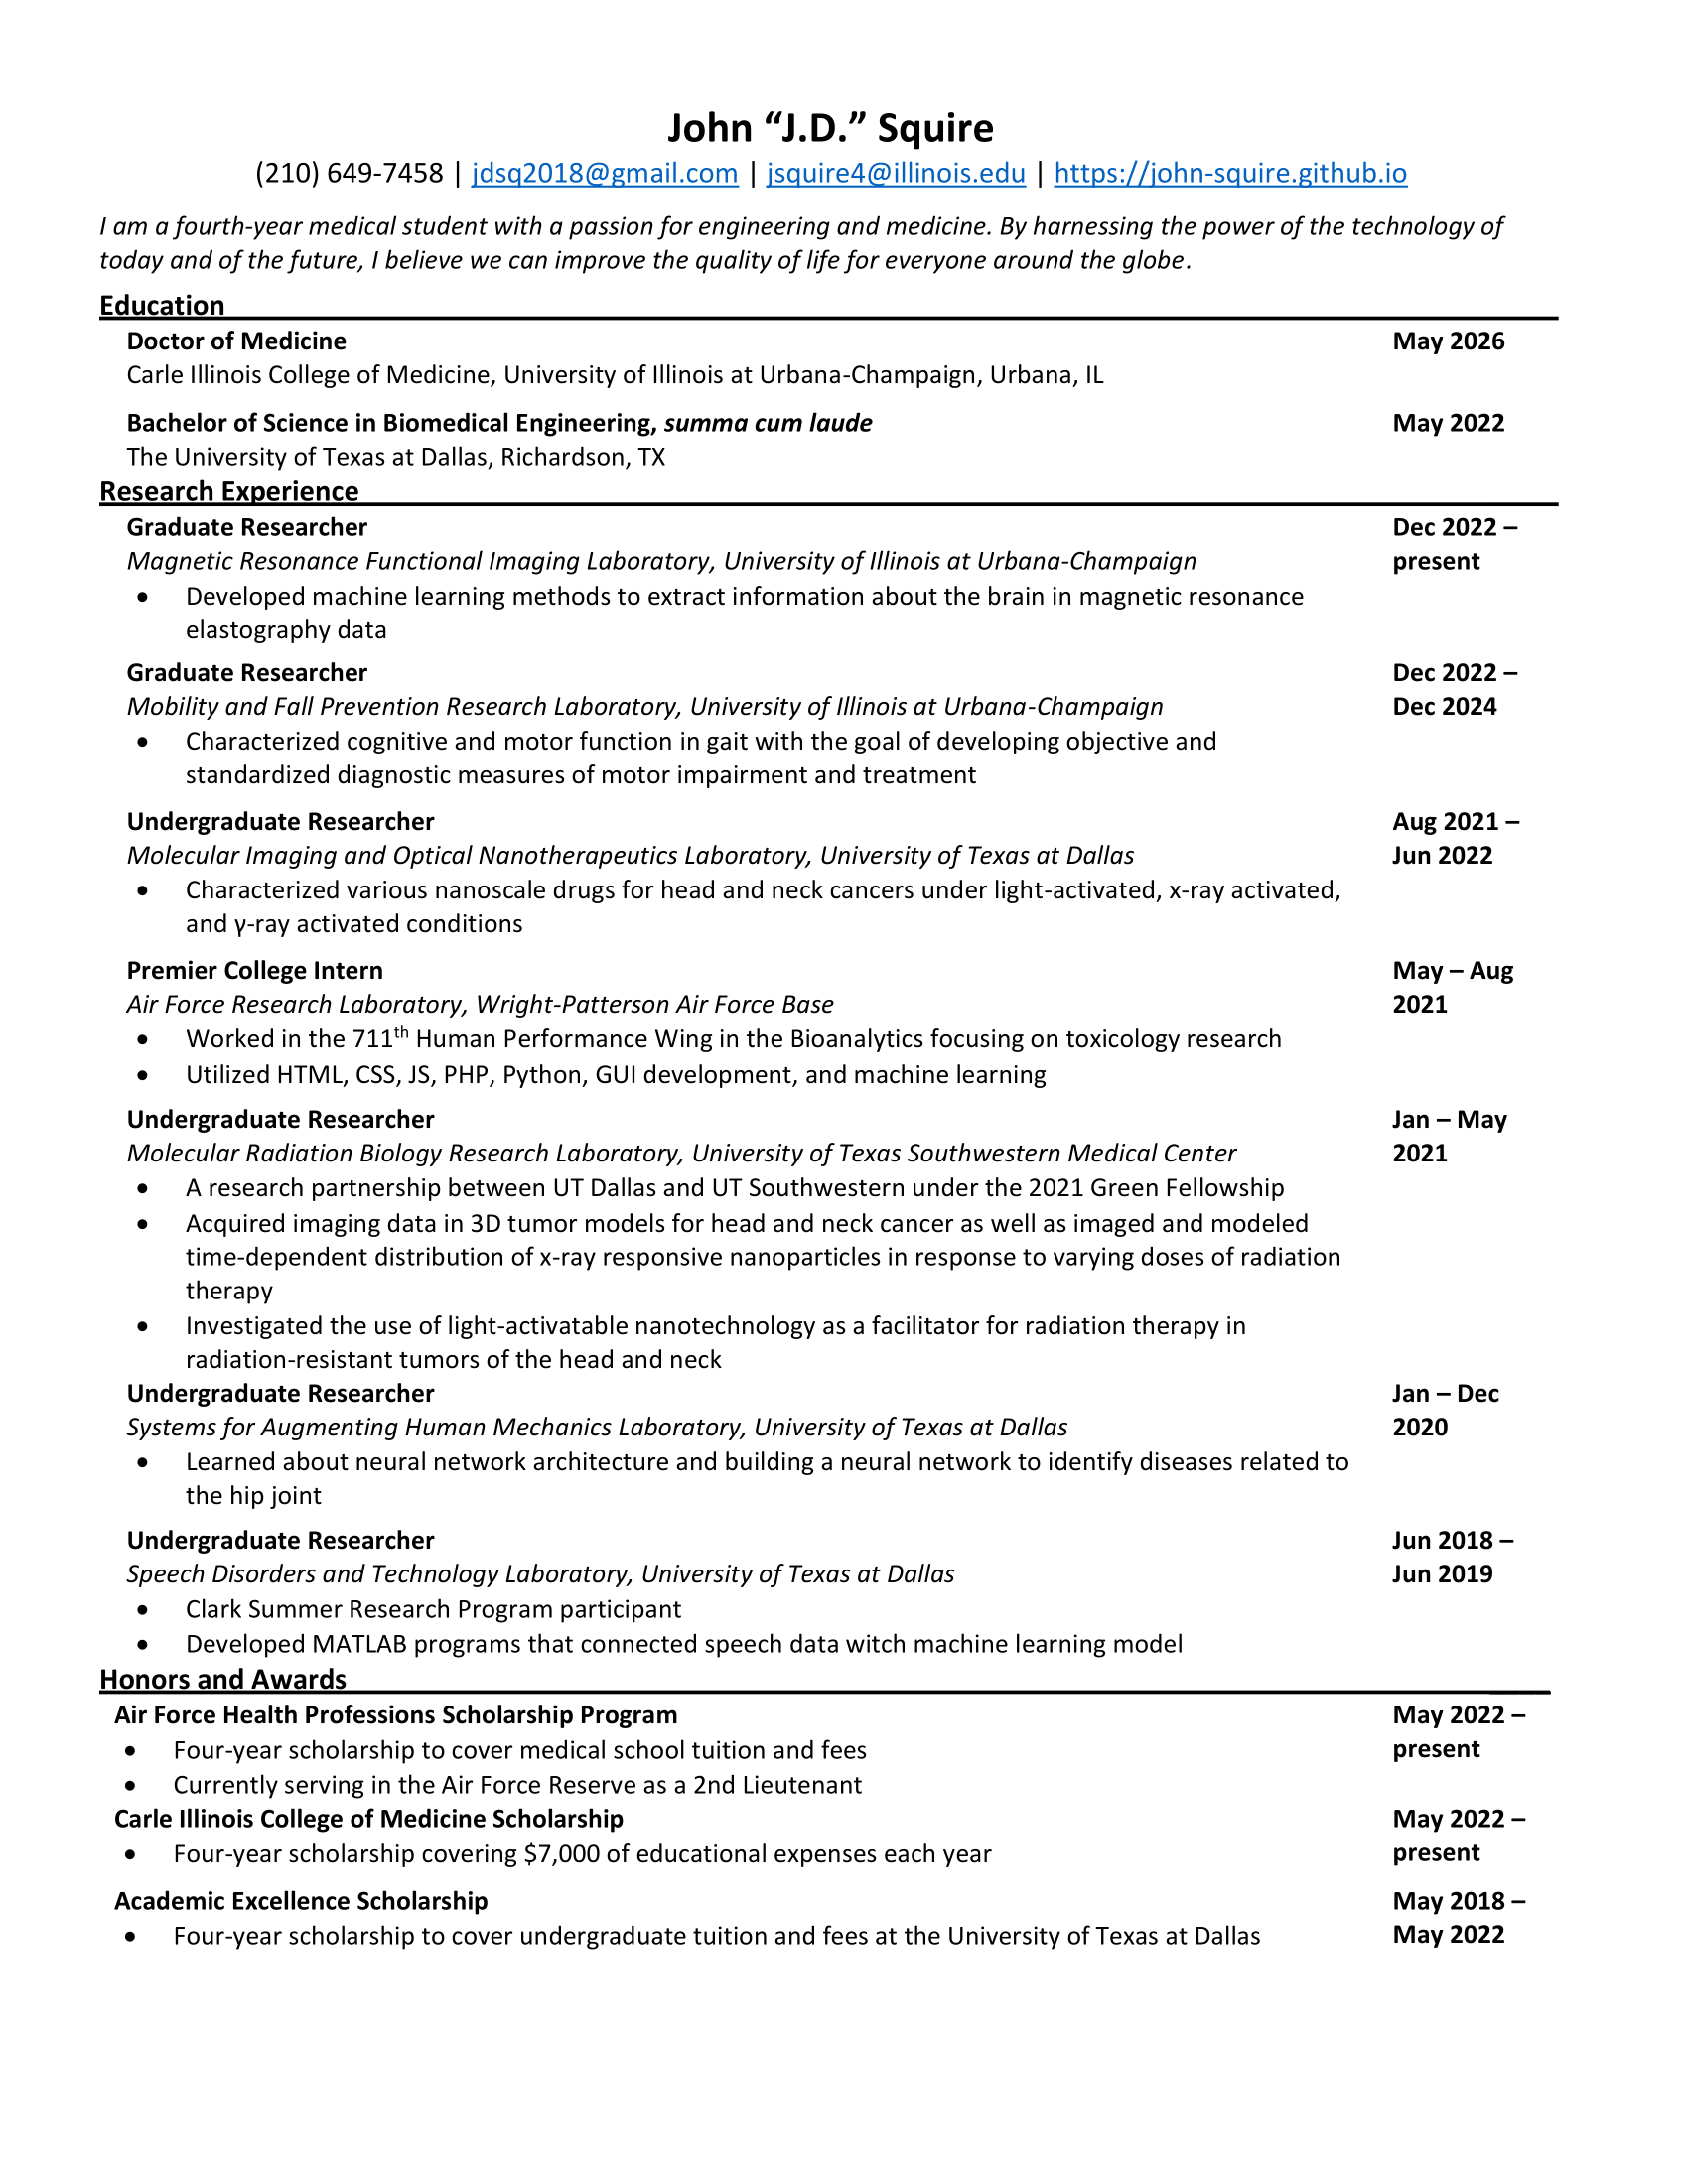 John “J.D.” Squire
(210) 649-7458 | jdsq2018@gmail.com | jsquire4@illinois.edu | https://john-squire.github.io
I am a fourth-year medical student with a passion for engineering and medicine. By harnessing the power of the technology of
today and of the future, I believe we can improve the quality of life for everyone around the globe.
Education
Doctor of Medicine May 2026
Carle Illinois College of Medicine, University of Illinois at Urbana-Champaign, Urbana, IL
Bachelor of Science in Biomedical Engineering, summa cum laude May 2022
The University of Texas at Dallas, Richardson, TX
Research Experience
Graduate Researcher Dec 2022 –
Magnetic Resonance Functional Imaging Laboratory, University of Illinois at Urbana-Champaign present
• Developed machine learning methods to extract information about the brain in magnetic resonance
elastography data
Graduate Researcher Dec 2022 –
Mobility and Fall Prevention Research Laboratory, University of Illinois at Urbana-Champaign Dec 2024
• Characterized cognitive and motor function in gait with the goal of developing objective and
standardized diagnostic measures of motor impairment and treatment
Undergraduate Researcher Aug 2021 –
Molecular Imaging and Optical Nanotherapeutics Laboratory, University of Texas at Dallas Jun 2022
• Characterized various nanoscale drugs for head and neck cancers under light-activated, x-ray activated,
and γ-ray activated conditions
Premier College Intern May – Aug
Air Force Research Laboratory, Wright-Patterson Air Force Base 2021
• Worked in the 711th Human Performance Wing in the Bioanalytics focusing on toxicology research
• Utilized HTML, CSS, JS, PHP, Python, GUI development, and machine learning
Undergraduate Researcher Jan – May
Molecular Radiation Biology Research Laboratory, University of Texas Southwestern Medical Center 2021
• A research partnership between UT Dallas and UT Southwestern under the 2021 Green Fellowship
• Acquired imaging data in 3D tumor models for head and neck cancer as well as imaged and modeled
time-dependent distribution of x-ray responsive nanoparticles in response to varying doses of radiation
therapy
• Investigated the use of light-activatable nanotechnology as a facilitator for radiation therapy in
radiation-resistant tumors of the head and neck
Undergraduate Researcher Jan – Dec
Systems for Augmenting Human Mechanics Laboratory, University of Texas at Dallas 2020
• Learned about neural network architecture and building a neural network to identify diseases related to
the hip joint
Undergraduate Researcher Jun 2018 –
Speech Disorders and Technology Laboratory, University of Texas at Dallas Jun 2019
• Clark Summer Research Program participant
• Developed MATLAB programs that connected speech data witch machine learning model
Honors and Awards
Air Force Health Professions Scholarship Program May 2022 –
• Four-year scholarship to cover medical school tuition and fees present
• Currently serving in the Air Force Reserve as a 2nd Lieutenant
Carle Illinois College of Medicine Scholarship May 2022 –
• Four-year scholarship covering $7,000 of educational expenses each year present
Academic Excellence Scholarship May 2018 –
• Four-year scholarship to cover undergraduate tuition and fees at the University of Texas at Dallas May 2022